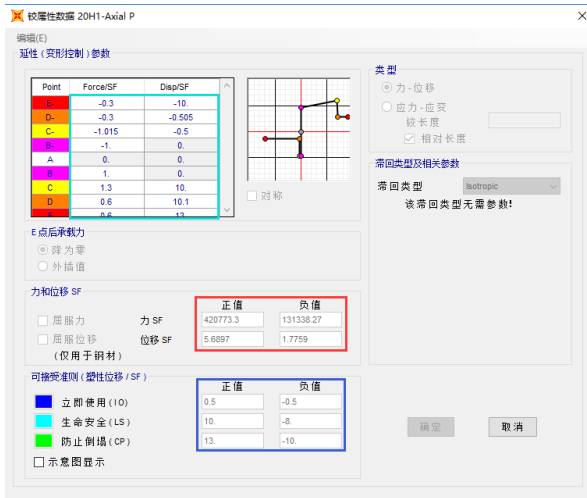 铰属性数据 20H1-Axial P
编辑(E)
延性 ( 变形控制 ) 参数
Point Force/SF Disp/SF
E- -0.3 -10.
D- -0.3 -0.505
C- -1.015 -0.5
B- -1. 0.
A 0. 0.
B 1. 0.
C 1.3 10.
D 0.6 10.1
E 0.6 13.
对称
类型
力 - 位移
应力 - 应变
铰长度
相对长度
滞回类型及相关参数
滞回类型 Isotropic
该滞回类型无需参数!
E 点后承载力
降为零
外插值
力和位移 SF
正值 负值
屈服力 力 SF 420773.3 131338.27
屈服位移 位移 SF 5.6897 1.7759
(仅用于钢材)
可接受准则 ( 塑性位移 / SF )
正值 负值
立即使用(IO) 0.5 -0.5
生命安全(LS) 10. -8.
防止倒塌(CP) 13. -10.
示意图显示
确定 取消